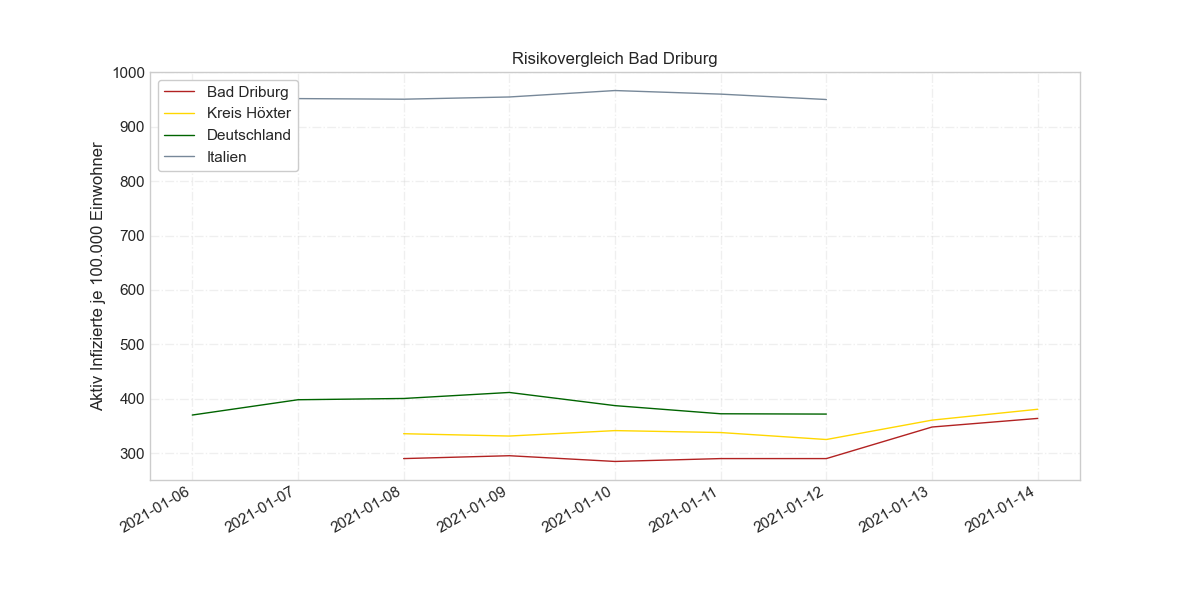 Risikovergleich Bad Driburg
Aktiv Infizierte je 100.000 Einwohner
1000
900
800
700
600
500
400
300
Bad Driburg
Kreis Höxter
Deutschland
Italien
2021-01-06
2021-01-07
2021-01-08
2021-01-09
2021-01-10
2021-01-11
2021-01-12
2021-01-13
2021-01-14